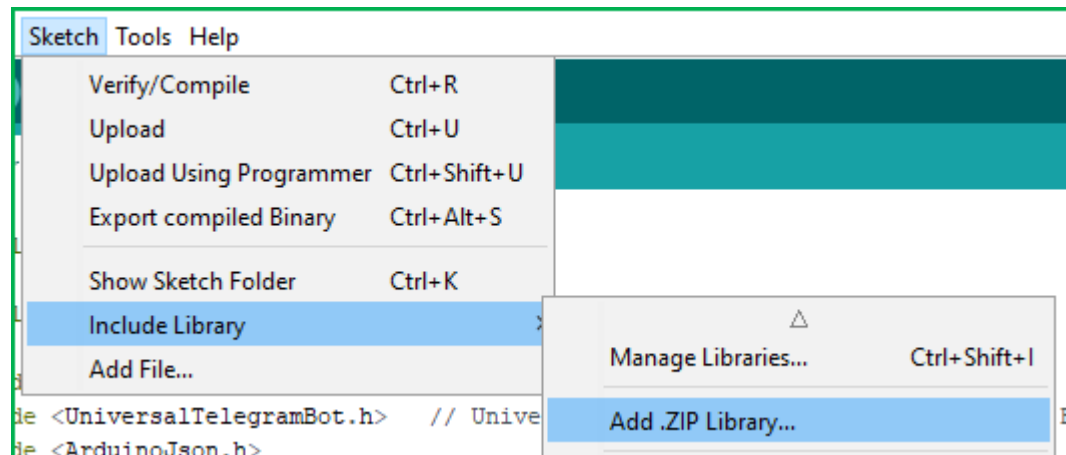 Sketch Tools Help
Verify/Compile Ctrl+R
Upload Ctrl+U
Upload Using Programmer Ctrl+Shift+U
Export compiled Binary Ctrl+Alt+S
Show Sketch Folder Ctrl+K
Include Library
Add File...
Manage Libraries... Ctrl+Shift+I
Add .ZIP Library...
de <UniversalTelegramBot.h> // Unive
de <ArduinoJson.h>